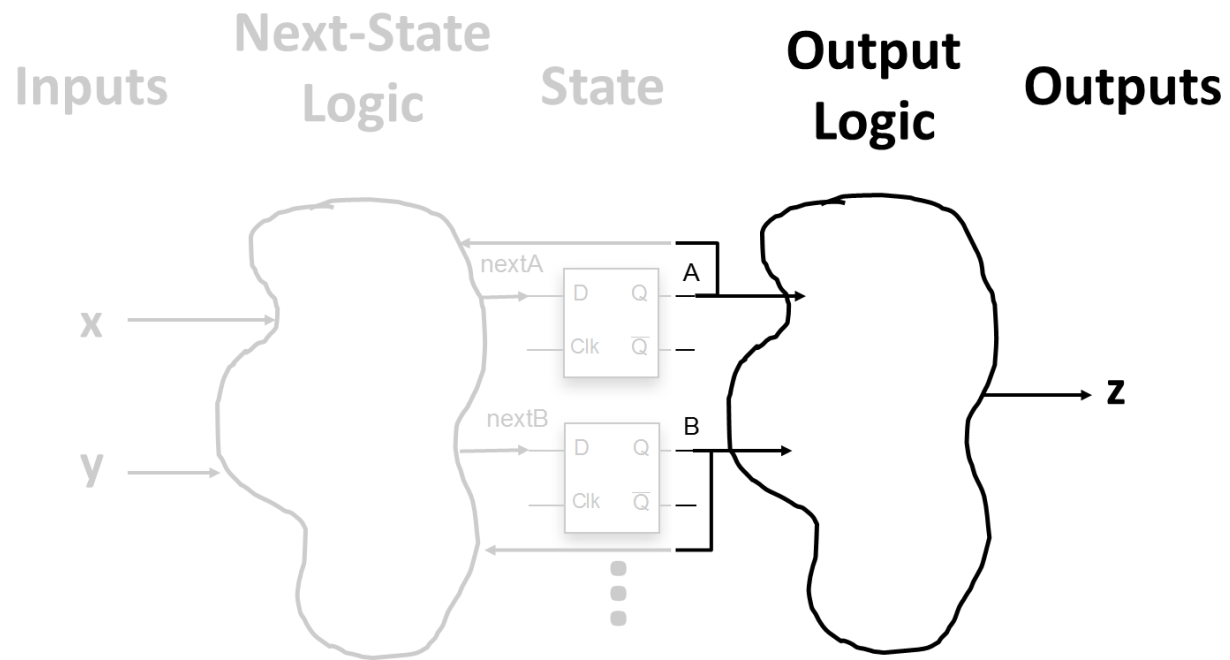 Inputs
Next-State
Logic
State
Output
Logic
Outputs
nextA
A
D Q
Clk Q̅
x
nextB
B
D Q
Clk Q̅
y
z